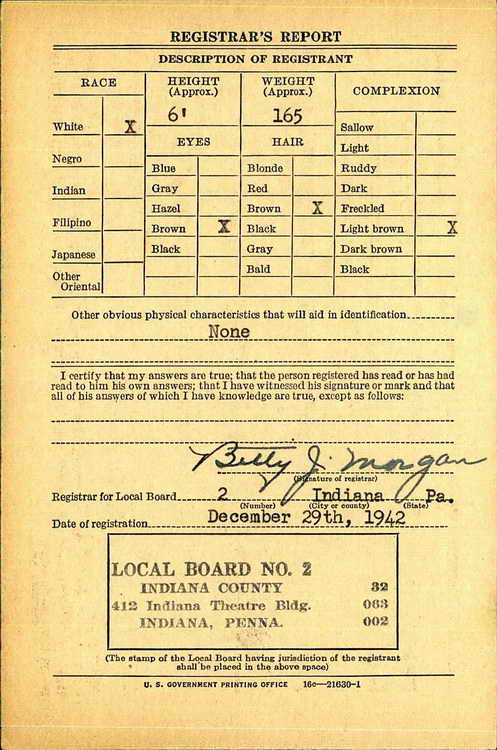 REGISTRAR'S REPORT
DESCRIPTION OF REGISTRANT
RACE
HEIGHT
(Approx.)
WEIGHT
(Approx.)
COMPLEXION
6'
165
White X
Negro
Indian
Filipino
Japanese
Other
Oriental
EYES
Blue
Gray
Hazel
Brown X
Black
HAIR
Blonde
Red
Brown X
Black
Gray
Bald
Sallow
Light
Ruddy
Dark
Freckled
Light brown X
Dark brown
Black
Other obvious physical characteristics that will aid in identification
None
I certify that my answers are true; that the person registered has read or has had
read to him his own answers; that I have witnessed his signature or mark and that
all of his answers of which I have knowledge are true, except as follows:
Betty J. Morgan
(Signature of registrar)
Registrar for Local Board 2 Indiana Pa.
(Number) (City or county) (State)
Date of registration December 29th, 1942
LOCAL BOARD NO. 2
INDIANA COUNTY 32
412 Indiana Theatre Bldg. 063
INDIANA, PENNA. 002
(The stamp of the Local Board having jurisdiction of the registrant
shall be placed in the above space)
U. S. GOVERNMENT PRINTING OFFICE 16c—21630-1